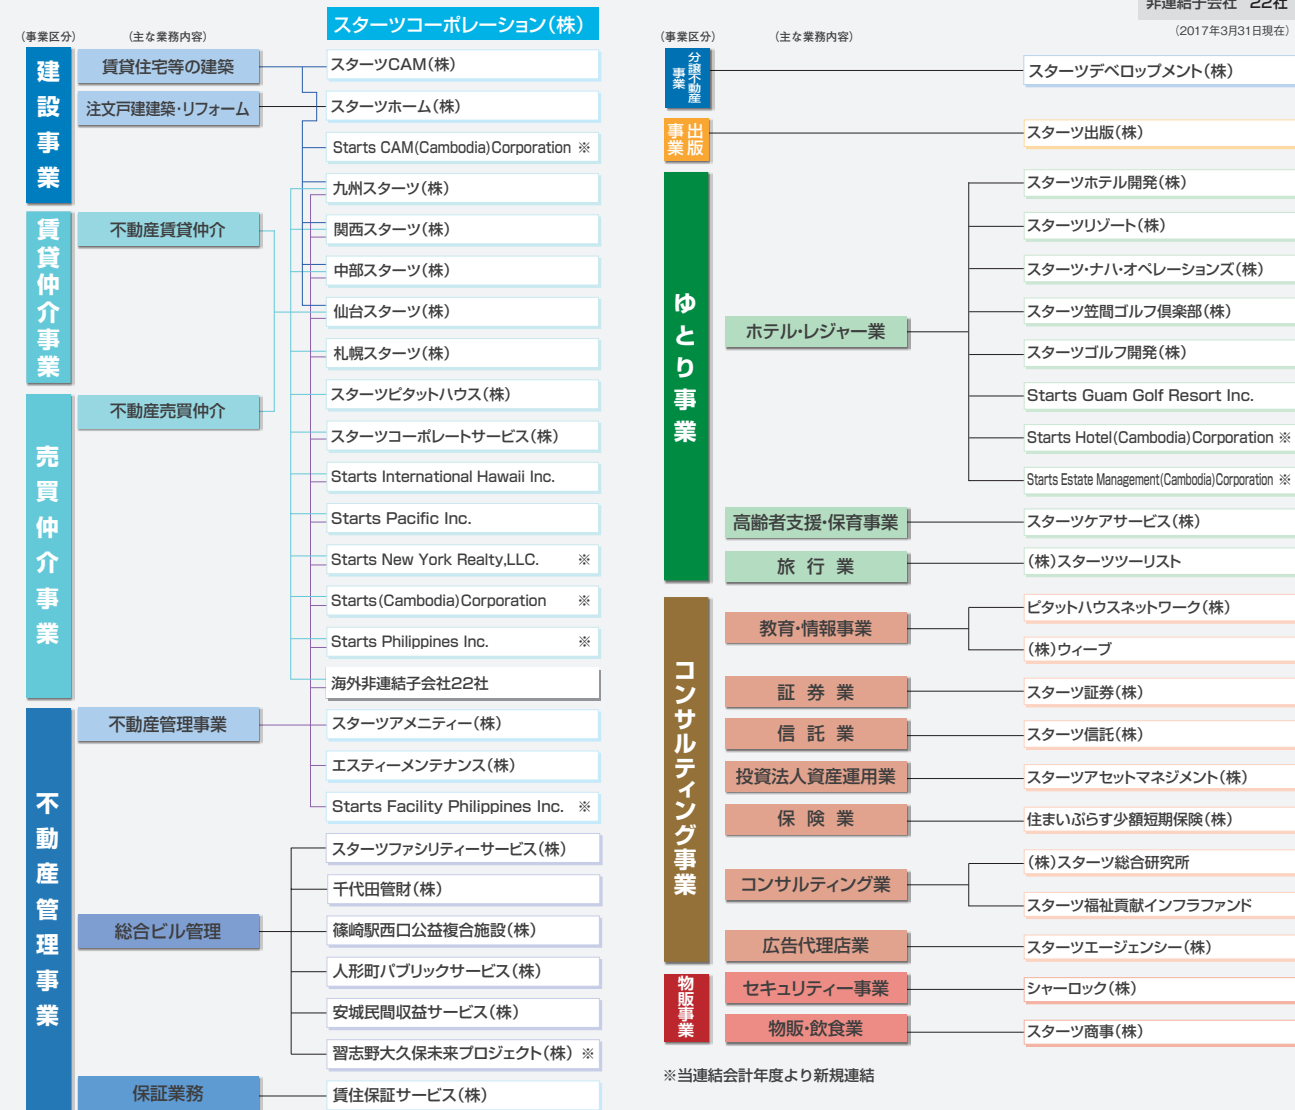 スターツコーポレーション(株)
(事業区分)
(主な業務内容)
建設事業
賃貸住宅等の建築
注文戸建建築・リフォーム
賃貸仲介事業
不動産賃貸仲介
売買仲介事業
不動産売買仲介
不動産管理事業
不動産管理事業
総合ビル管理
保証業務
スターツCAM(株)
スターツホーム(株)
Starts CAM(Cambodia)Corporation ※
九州スターツ(株)
関西スターツ(株)
中部スターツ(株)
仙台スターツ(株)
札幌スターツ(株)
スターツピタットハウス(株)
スターツコーポレートサービス(株)
Starts International Hawaii Inc.
Starts Pacific Inc.
Starts New York Realty,LLC. ※
Starts(Cambodia)Corporation ※
Starts Philippines Inc. ※
海外非連結子会社22社
スターツアメニティー(株)
エスティーメンテナンス(株)
Starts Facility Philippines Inc. ※
スターツファシリティーサービス(株)
千代田管財(株)
篠崎駅西口公益複合施設(株)
人形町パブリックサービス(株)
安城民間収益サービス(株)
習志野大久保未来プロジェクト(株) ※
賃住保証サービス(株)
非連結子会社 22社
(2017年3月31日現在)
(事業区分)
(主な業務内容)
分譲不動産
事業
スターツデベロップメント(株)
出版
事業
スターツ出版(株)
ゆとり事業
ホテル・レジャー業
スターツホテル開発(株)
スターツリゾート(株)
スターツ・ナハ・オペレーションズ(株)
スターツ笠間ゴルフ倶楽部(株)
スターツゴルフ開発(株)
Starts Guam Golf Resort Inc.
Starts Hotel(Cambodia)Corporation ※
Starts Estate Management(Cambodia)Corporation ※
高齢者支援・保育事業
スターツケアサービス(株)
旅行業
(株)スターツツーリスト
コンサルティング事業
教育・情報事業
ピタットハウスネットワーク(株)
(株)ウィーブ
証券業
スターツ証券(株)
信託業
スターツ信託(株)
投資法人資産運用業
スターツアセットマネジメント(株)
保険業
住まいぷらす少額短期保険(株)
コンサルティング業
(株)スターツ総合研究所
スターツ福祉貢献インフラファンド
広告代理店業
スターツエージェンシー(株)
物販事業
セキュリティー事業
シャーロック(株)
物販・飲食業
スターツ商事(株)
※当連結会計年度より新規連結